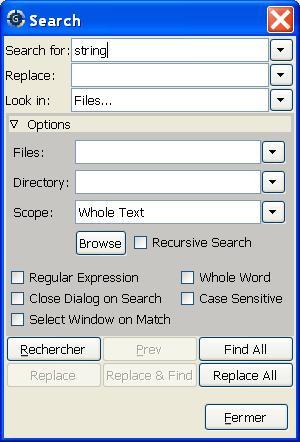 Search
Search for: string
Replace:
Look in: Files...
Options
Files:
Directory:
Scope: Whole Text
Browse Recursive Search
Regular Expression Whole Word
Close Dialog on Search Case Sensitive
Select Window on Match
Rechercher Prev Find All
Replace Replace & Find Replace All
Fermer